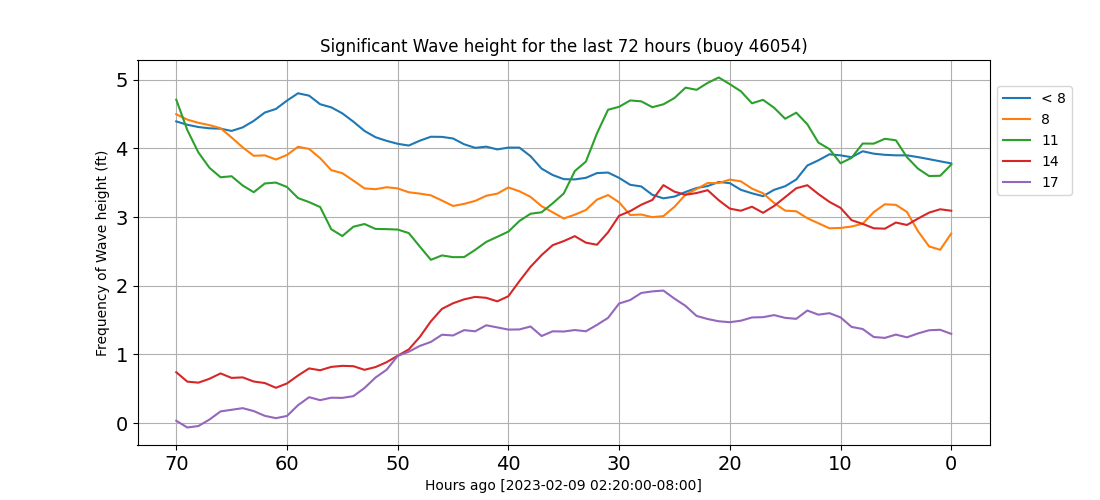 Significant Wave height for the last 72 hours (buoy 46054)
Frequency of Wave height (ft)
5
4
3
2
1
0
70 60 50 40 30 20 10 0
Hours ago [2023-02-09 02:20:00-08:00]
< 8
8
11
14
17